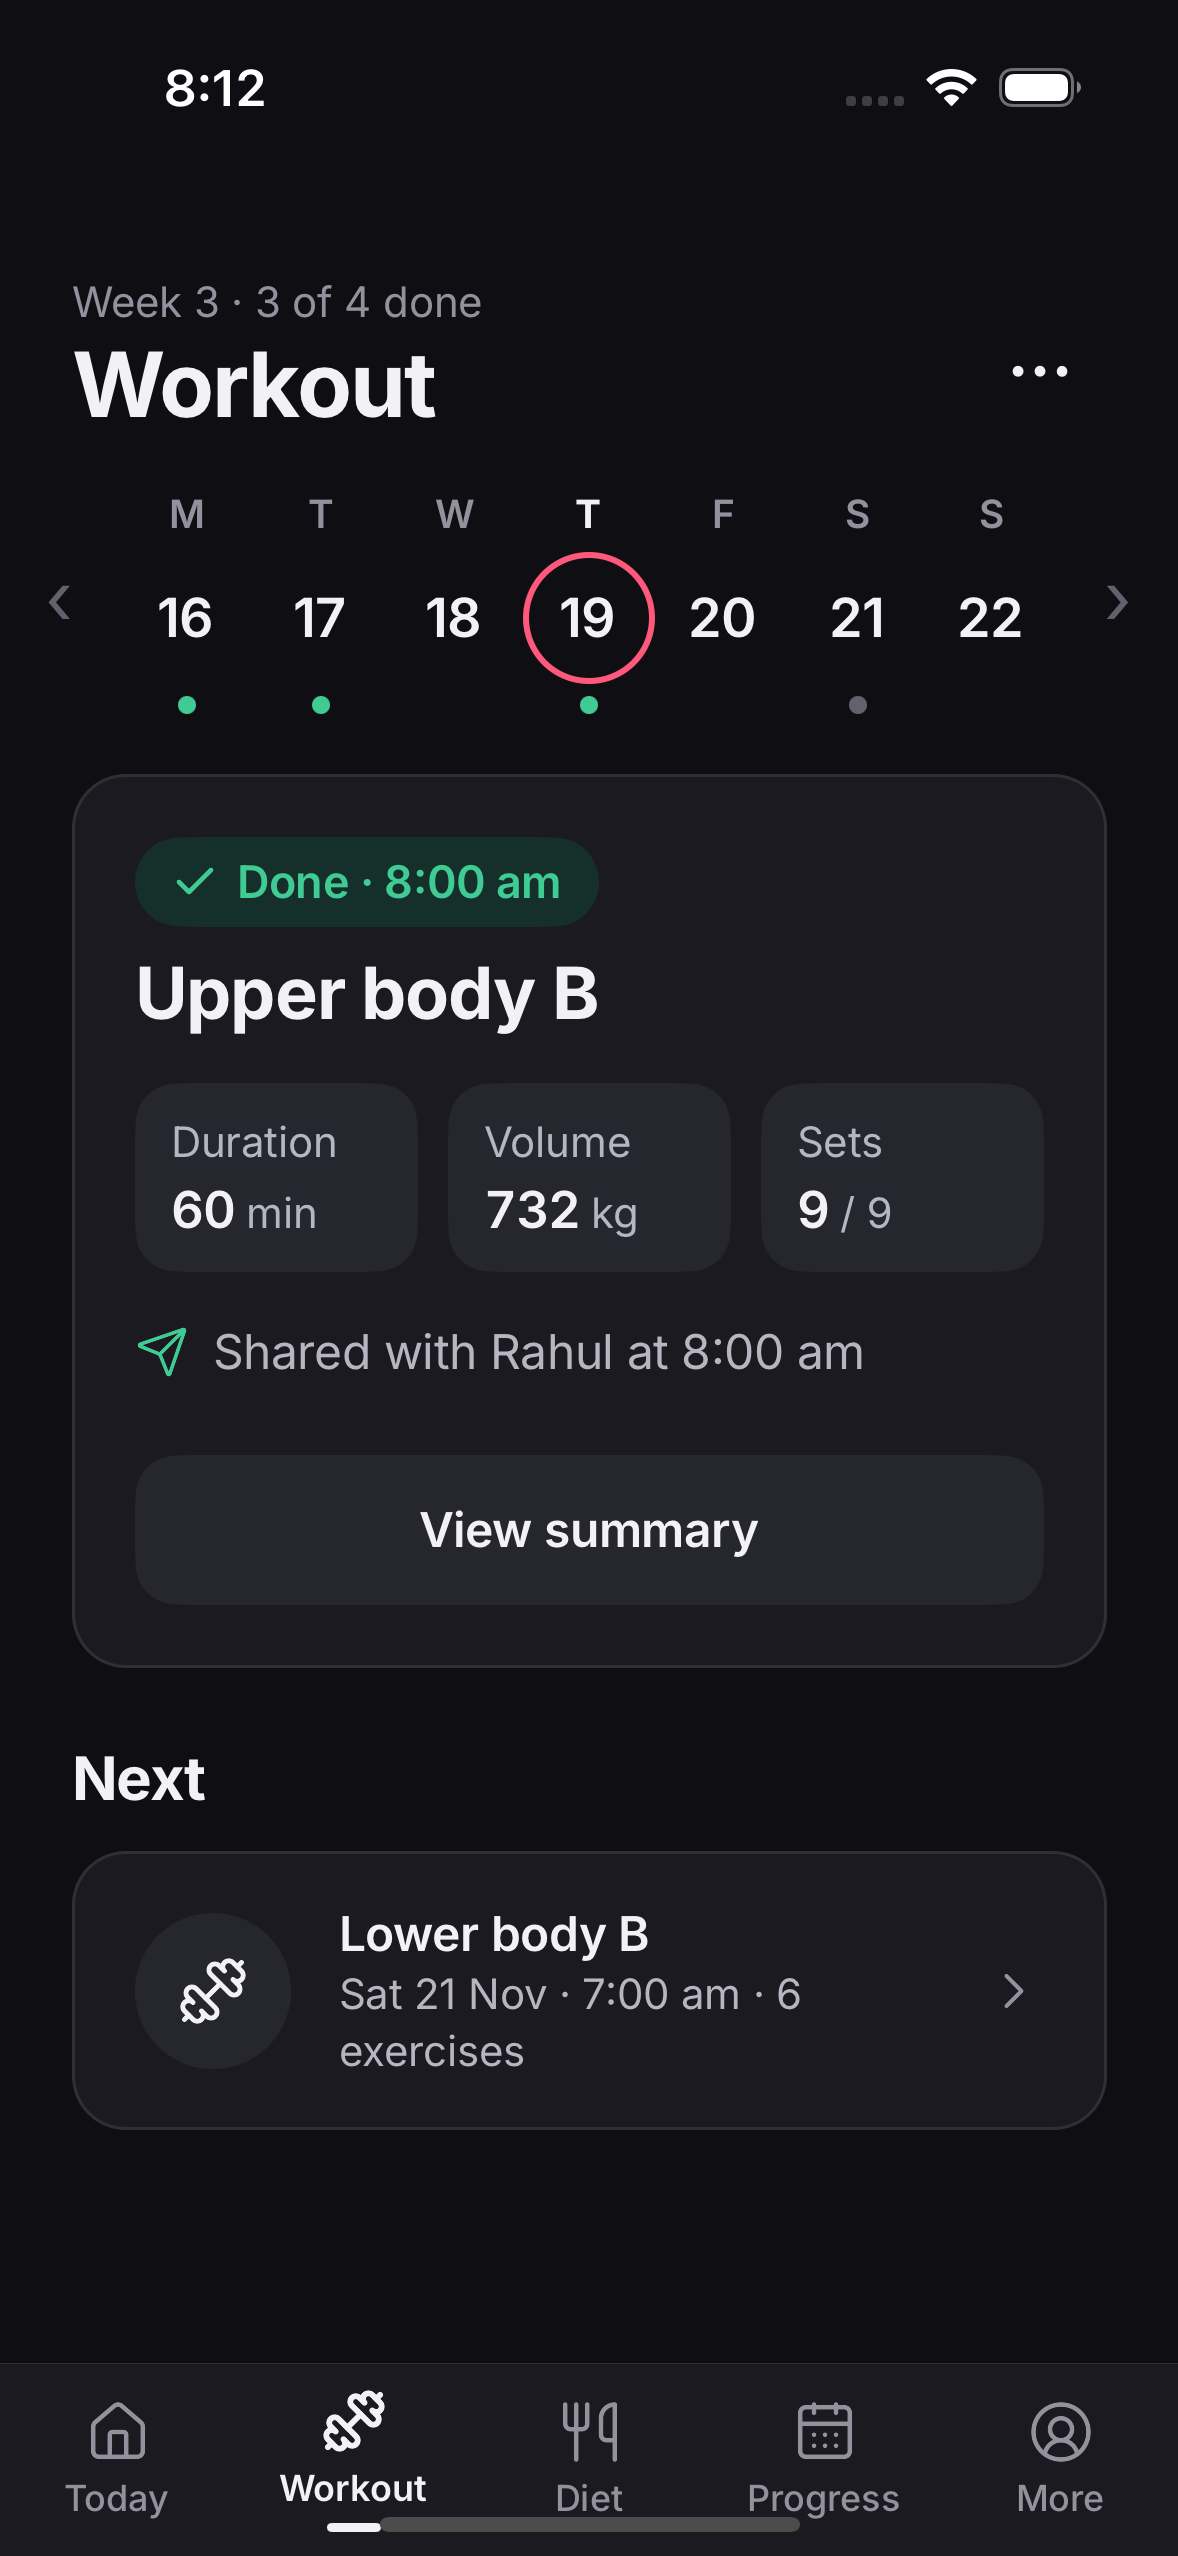 8:12
Week 3 · 3 of 4 done
Workout
M T W T F S S
16 17 18 19 20 21 22
Done · 8:00 am
Upper body B
Duration Volume Sets
60 min 732 kg 9 / 9
Shared with Rahul at 8:00 am
View summary
Next
Lower body B
Sat 21 Nov · 7:00 am · 6
exercises
Today Workout Diet Progress More